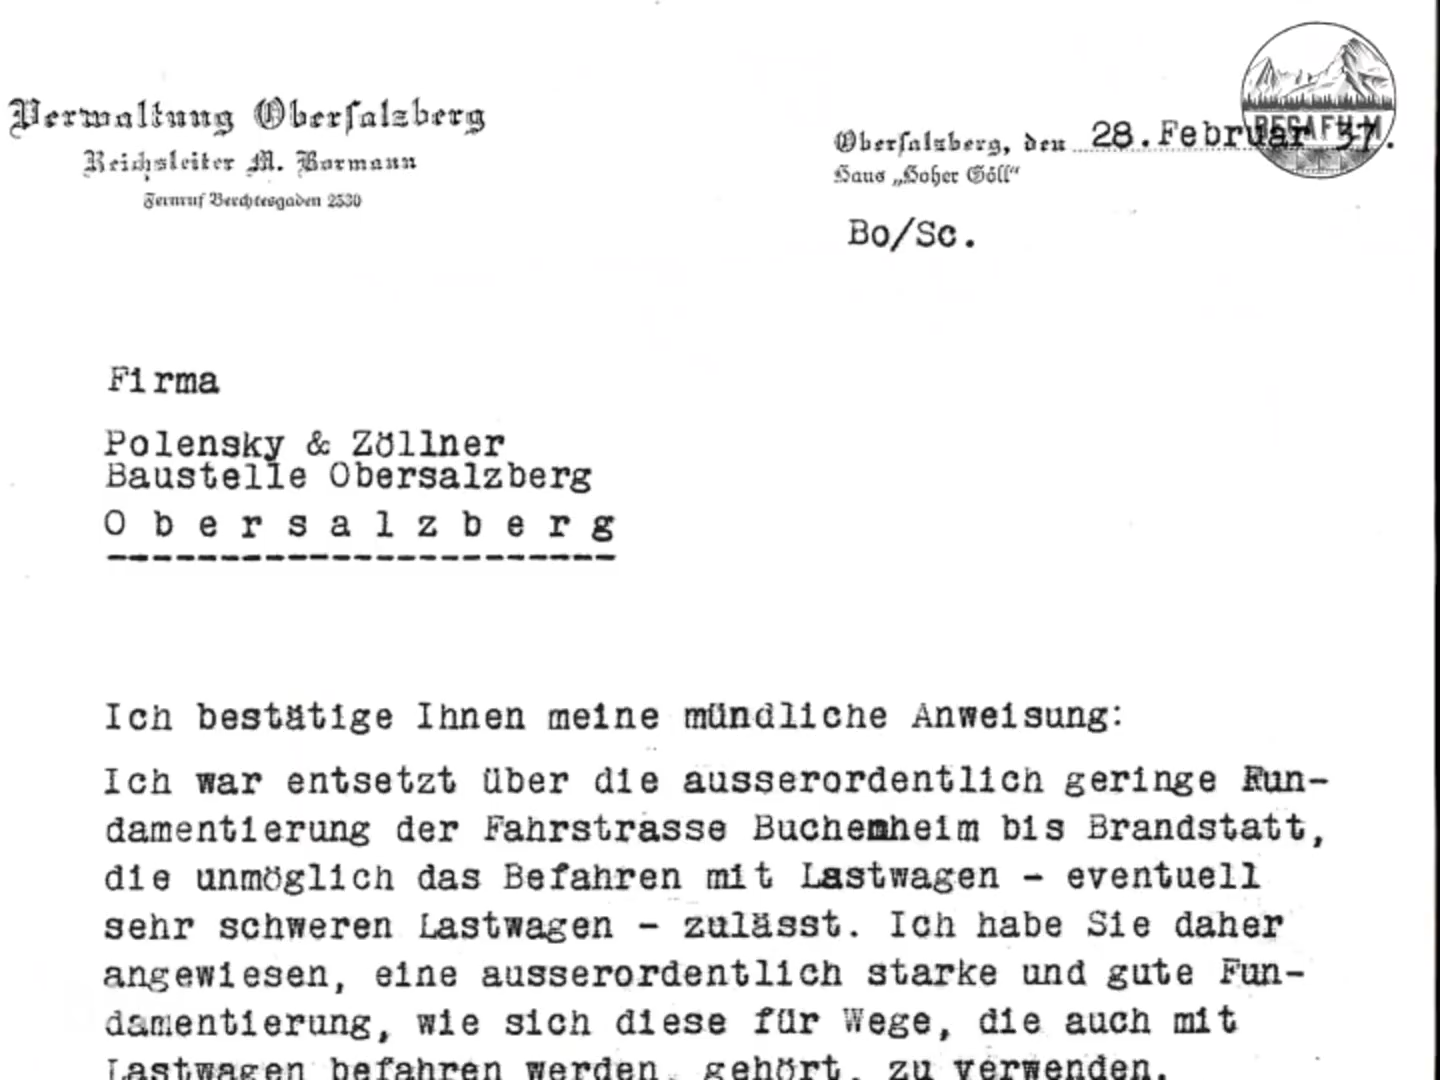 Verwaltung Obersalzberg
Reichsleiter M. Bormann
Fernruf Berchtesgaden 2530
Obersalzberg, den 28.Februar 37.
Haus „Hoher Göll“
Bo/Sc.
Firma
Polensky & Zöllner
Baustelle Obersalzberg
O b e r s a l z b e r g
Ich bestätige Ihnen meine mündliche Anweisung:
Ich war entsetzt über die ausserordentlich geringe Fun-
damentierung der Fahrstrasse Buchenheim bis Brandstatt,
die unmöglich das Befahren mit Lastwagen - eventuell
sehr schweren Lastwagen - zulässt. Ich habe Sie daher
angewiesen, eine ausserordentlich starke und gute Fun-
damentierung, wie sich diese für Wege, die auch mit
Lastwagen befahren werden, gehört, zu verwenden.